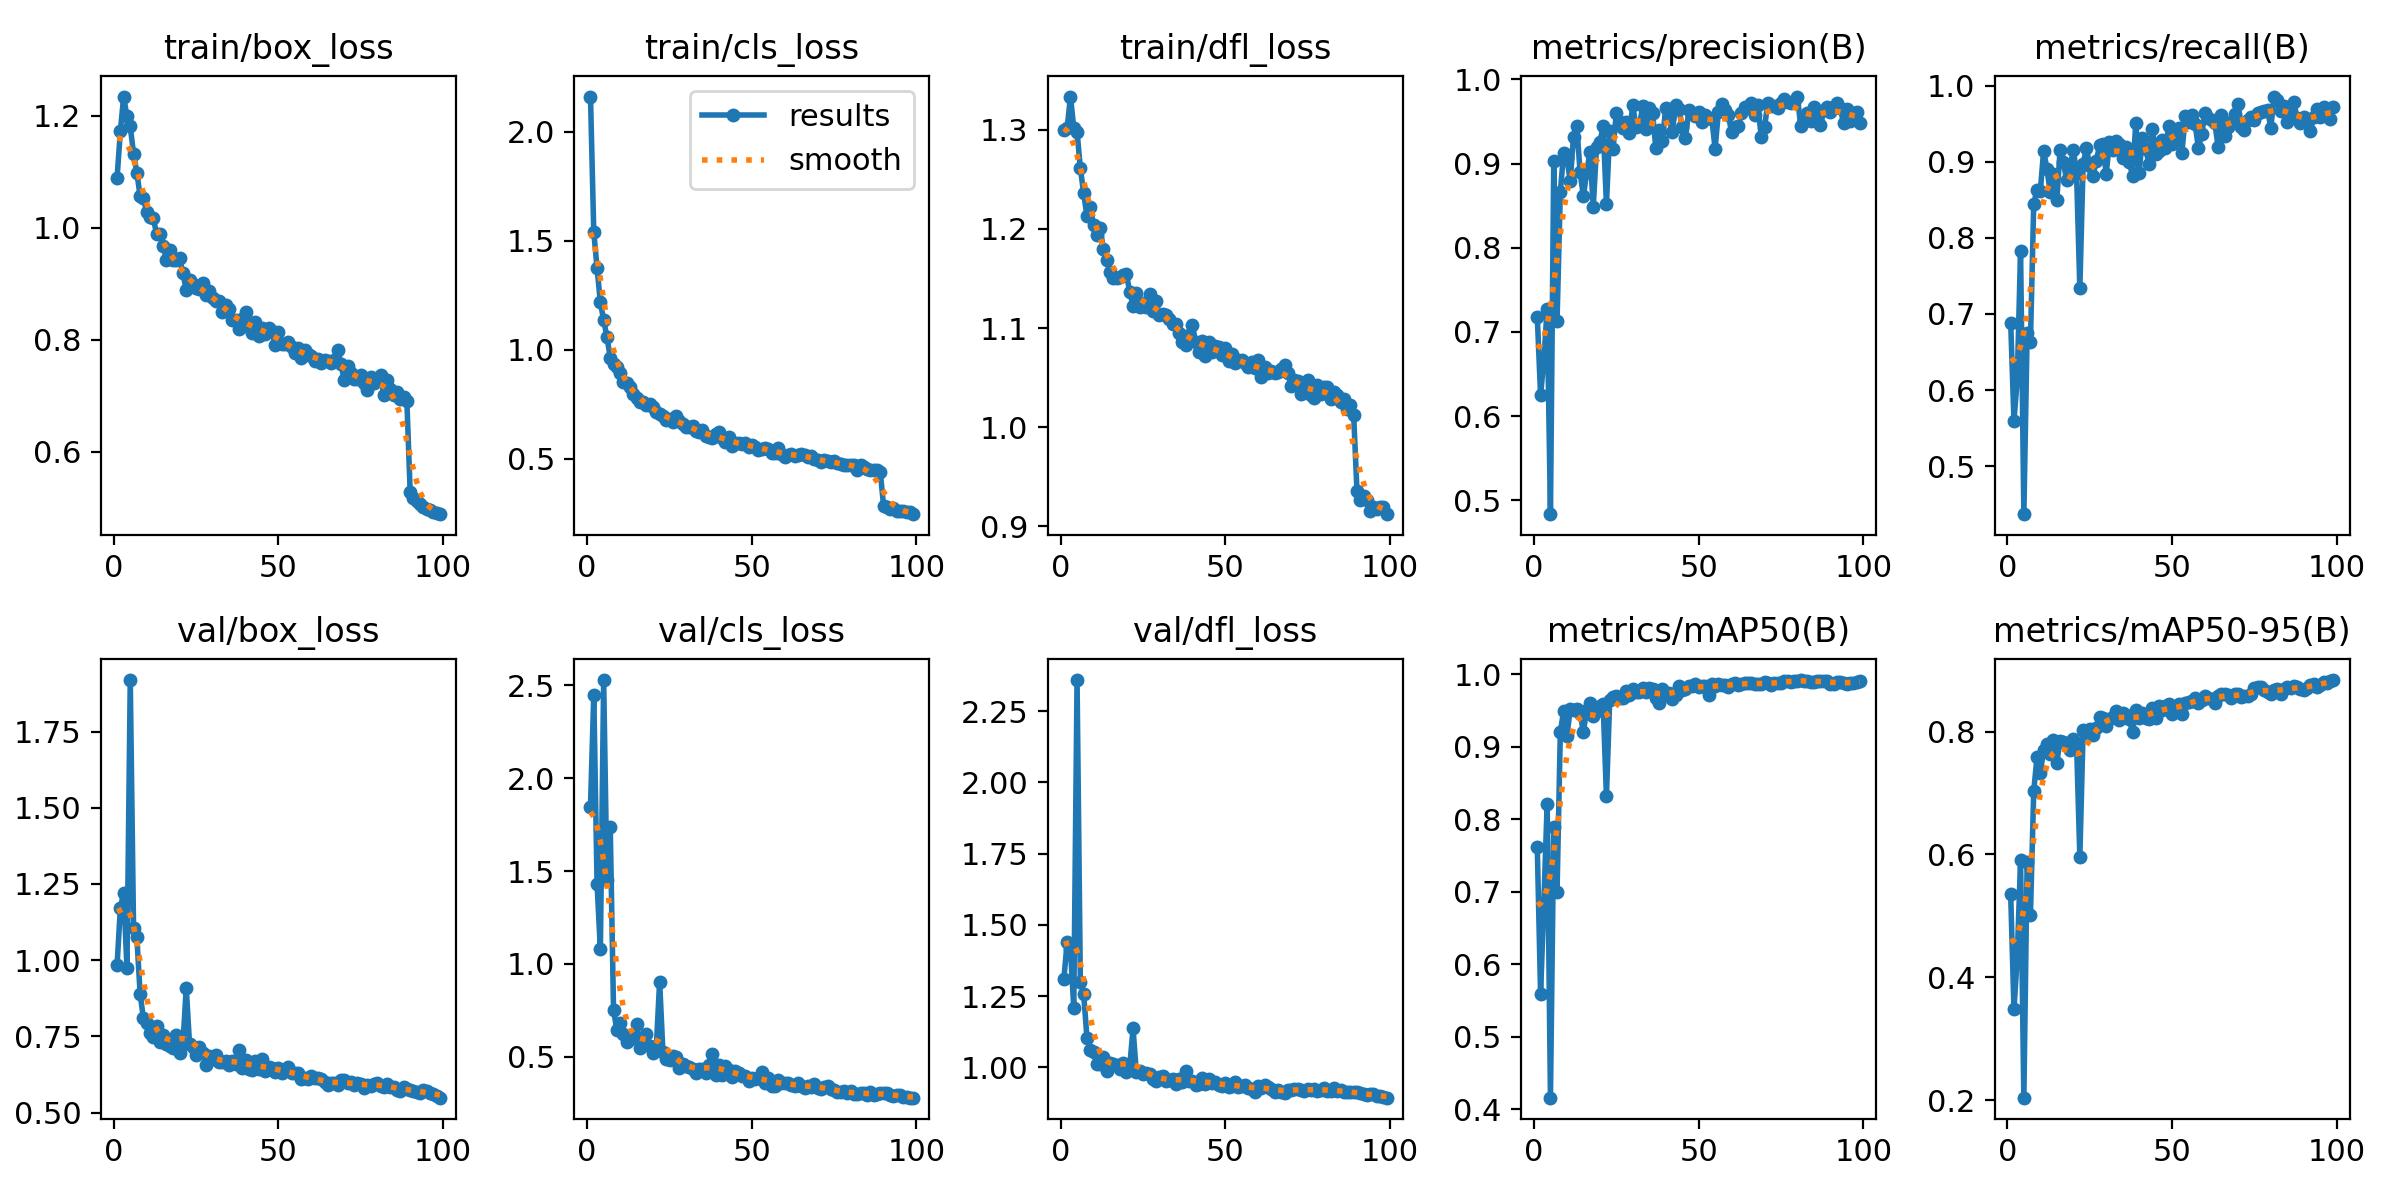 train/box_loss
1.2
1.0
0.8
0.6
0 50 100
train/cls_loss
results
smooth
2.0
1.5
1.0
0.5
0 50 100
train/dfl_loss
1.3
1.2
1.1
1.0
0.9
0 50 100
metrics/precision(B)
1.0
0.9
0.8
0.7
0.6
0.5
0 50 100
metrics/recall(B)
1.0
0.9
0.8
0.7
0.6
0.5
0 50 100
val/box_loss
1.75
1.50
1.25
1.00
0.75
0.50
0 50 100
val/cls_loss
2.5
2.0
1.5
1.0
0.5
0 50 100
val/dfl_loss
2.25
2.00
1.75
1.50
1.25
1.00
0 50 100
metrics/mAP50(B)
1.0
0.9
0.8
0.7
0.6
0.5
0.4
0 50 100
metrics/mAP50-95(B)
0.8
0.6
0.4
0.2
0 50 100